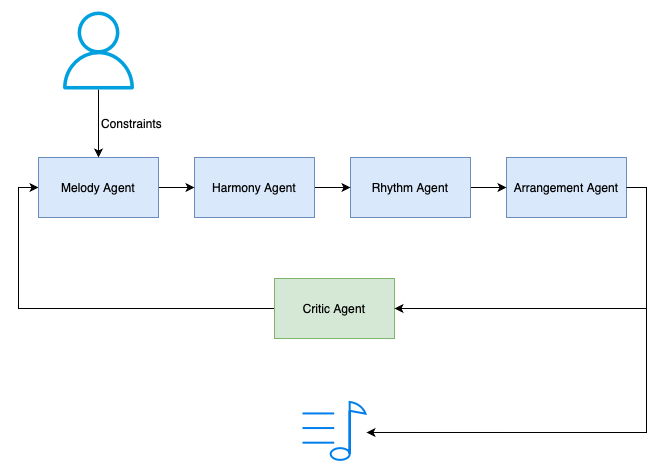 Constraints
Melody Agent
Harmony Agent
Rhythm Agent
Arrangement Agent
Critic Agent